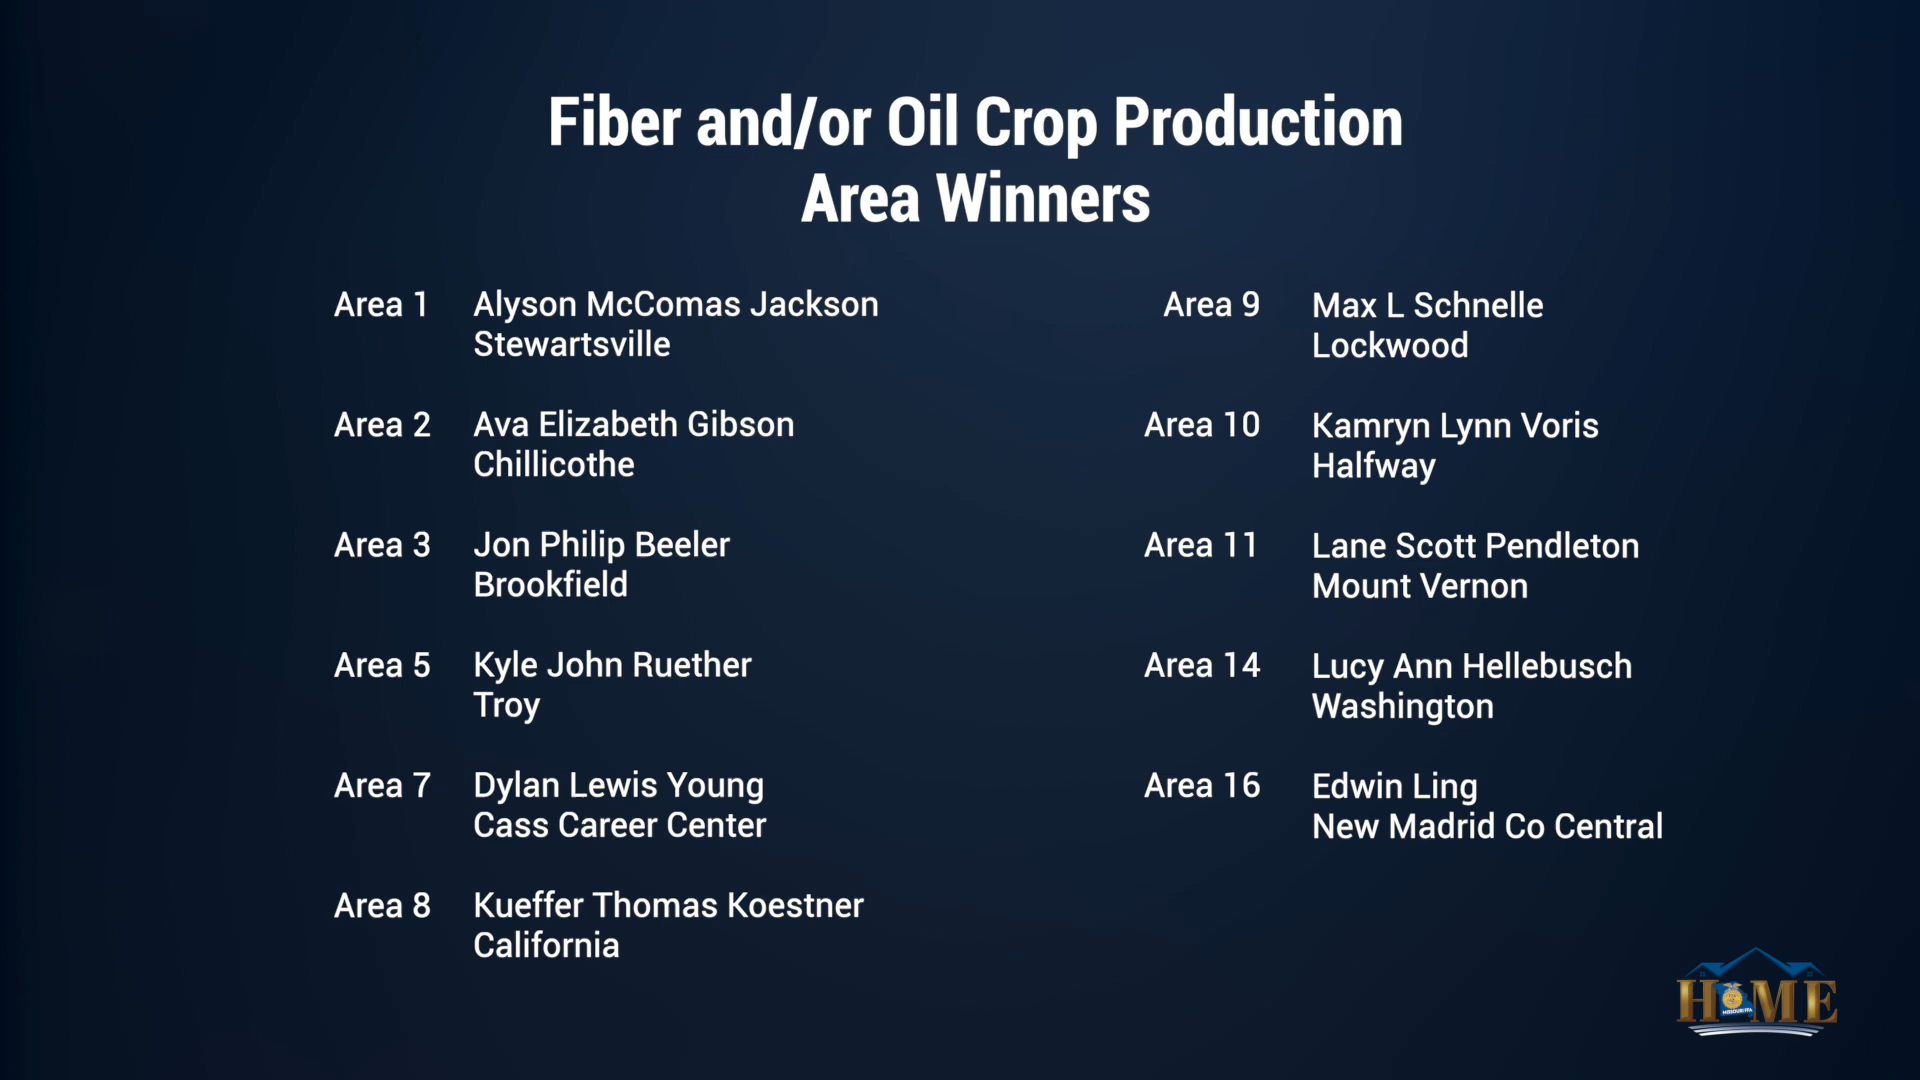 Fiber and/or Oil Crop Production
Area Winners
Area 1 Alyson McComas Jackson
Stewartsville
Area 2 Ava Elizabeth Gibson
Chillicothe
Area 3 Jon Philip Beeler
Brookfield
Area 5 Kyle John Ruether
Troy
Area 7 Dylan Lewis Young
Cass Career Center
Area 8 Kueffer Thomas Koestner
California
Area 9 Max L Schnelle
Lockwood
Area 10 Kamryn Lynn Voris
Halfway
Area 11 Lane Scott Pendleton
Mount Vernon
Area 14 Lucy Ann Hellebusch
Washington
Area 16 Edwin Ling
New Madrid Co Central
HOME
MISSOURI FFA